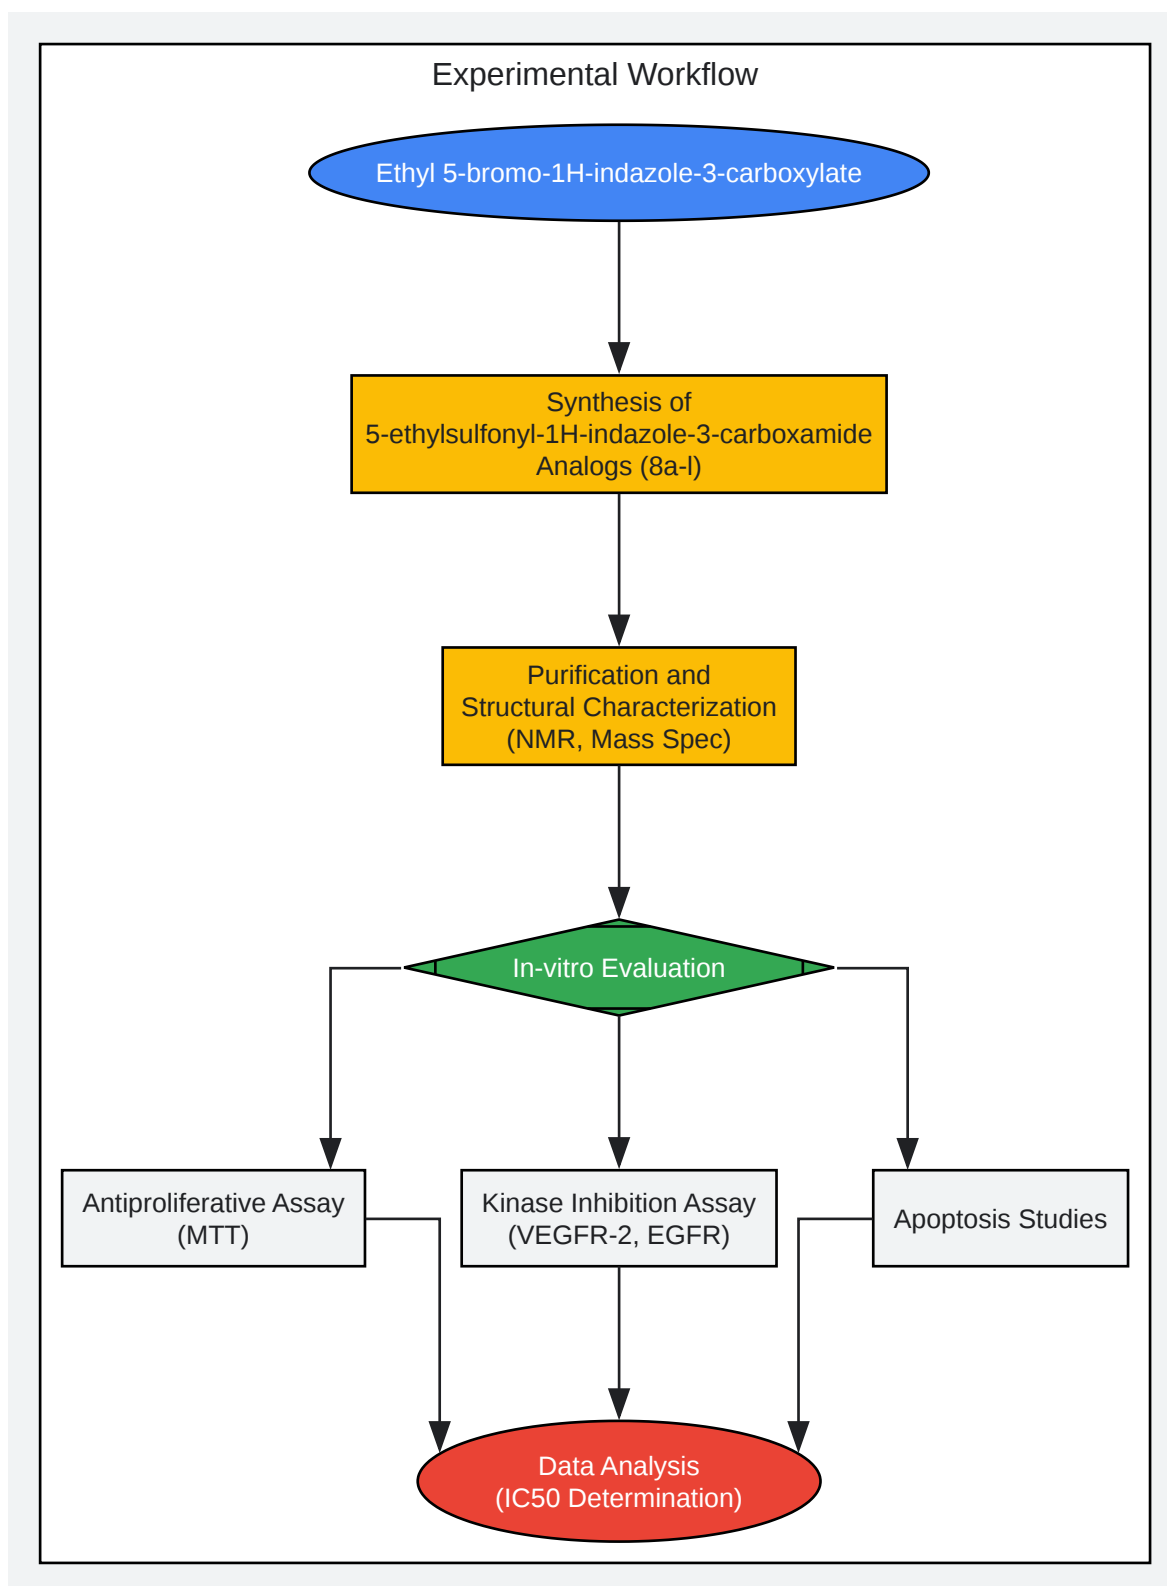 Experimental Workflow
Ethyl 5-bromo-1H-indazole-3-carboxylate
Synthesis of
5-ethylsulfonyl-1H-indazole-3-carboxamide
Analogs (8a-l)
Purification and
Structural Characterization
(NMR, Mass Spec)
In-vitro Evaluation
Antiproliferative Assay
(MTT)
Kinase Inhibition Assay
(VEGFR-2, EGFR)
Apoptosis Studies
Data Analysis
(IC50 Determination)